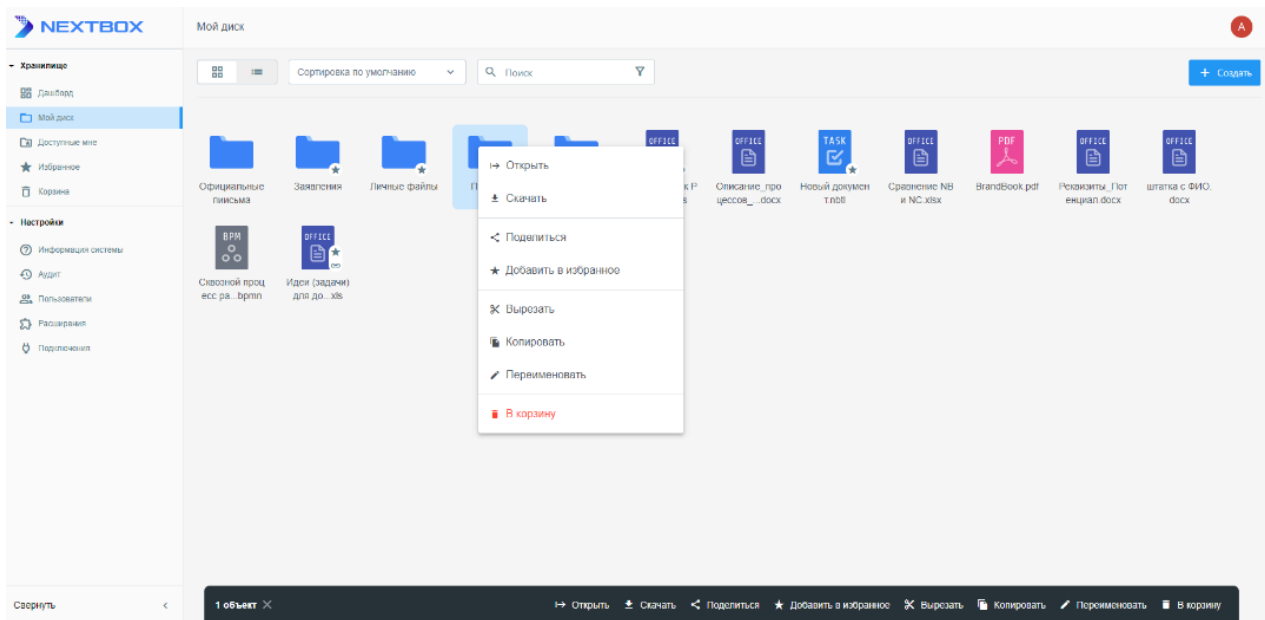 NEXTBOX
Мой диск
A
Хранилище
Сортировка по умолчанию
Поиск
+ Создать
Дашборд
Мой диск
Доступные мне
Избранное
Корзина
Настройки
Информация системы
Аудит
Пользователи
Расширения
Подключения
Официальные
пиисьма
Заявления
Личные файлы
OFFICE
OFFICE
Описание_про
цессов_...docx
TASK
Новый докумен
т.nbtl
OFFICE
Сравнение NB
и NC.xlsx
PDF
BrandBook.pdf
OFFICE
Реквизиты_Пот
енциал.docx
OFFICE
штатка с ФИО.
docx
BPM
Сквозной проц
есс ра...bpmn
OFFICE
Идеи (задачи)
для до...xls
Открыть
Скачать
Поделиться
Добавить в избранное
Вырезать
Копировать
Переименовать
В корзину
Свернуть
1 объект
Открыть
Скачать
Поделиться
Добавить в избранное
Вырезать
Копировать
Переименовать
В корзину